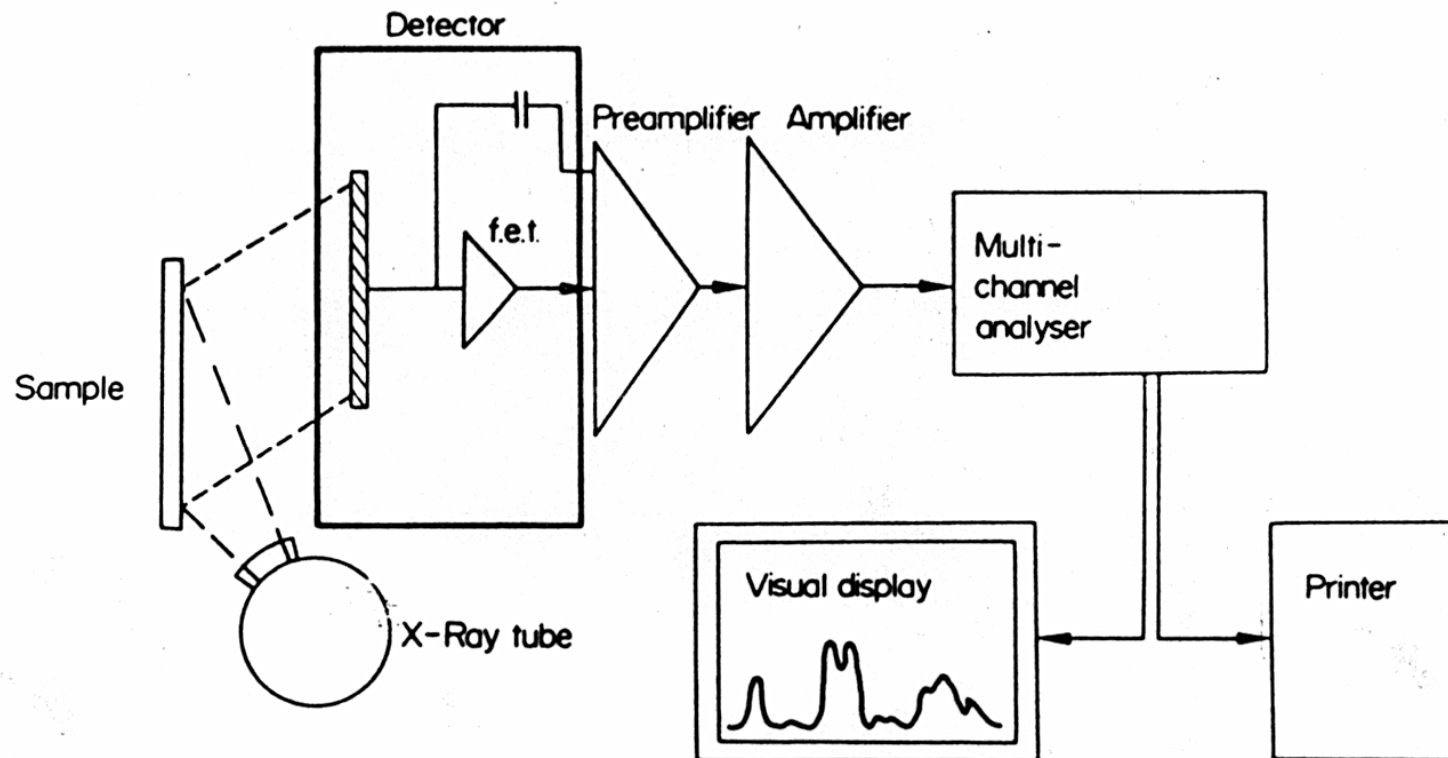 Detector
Preamplifier
Amplifier
f.e.t.
Multi-
channel
analyser
Sample
Visual display
Printer
X-Ray tube